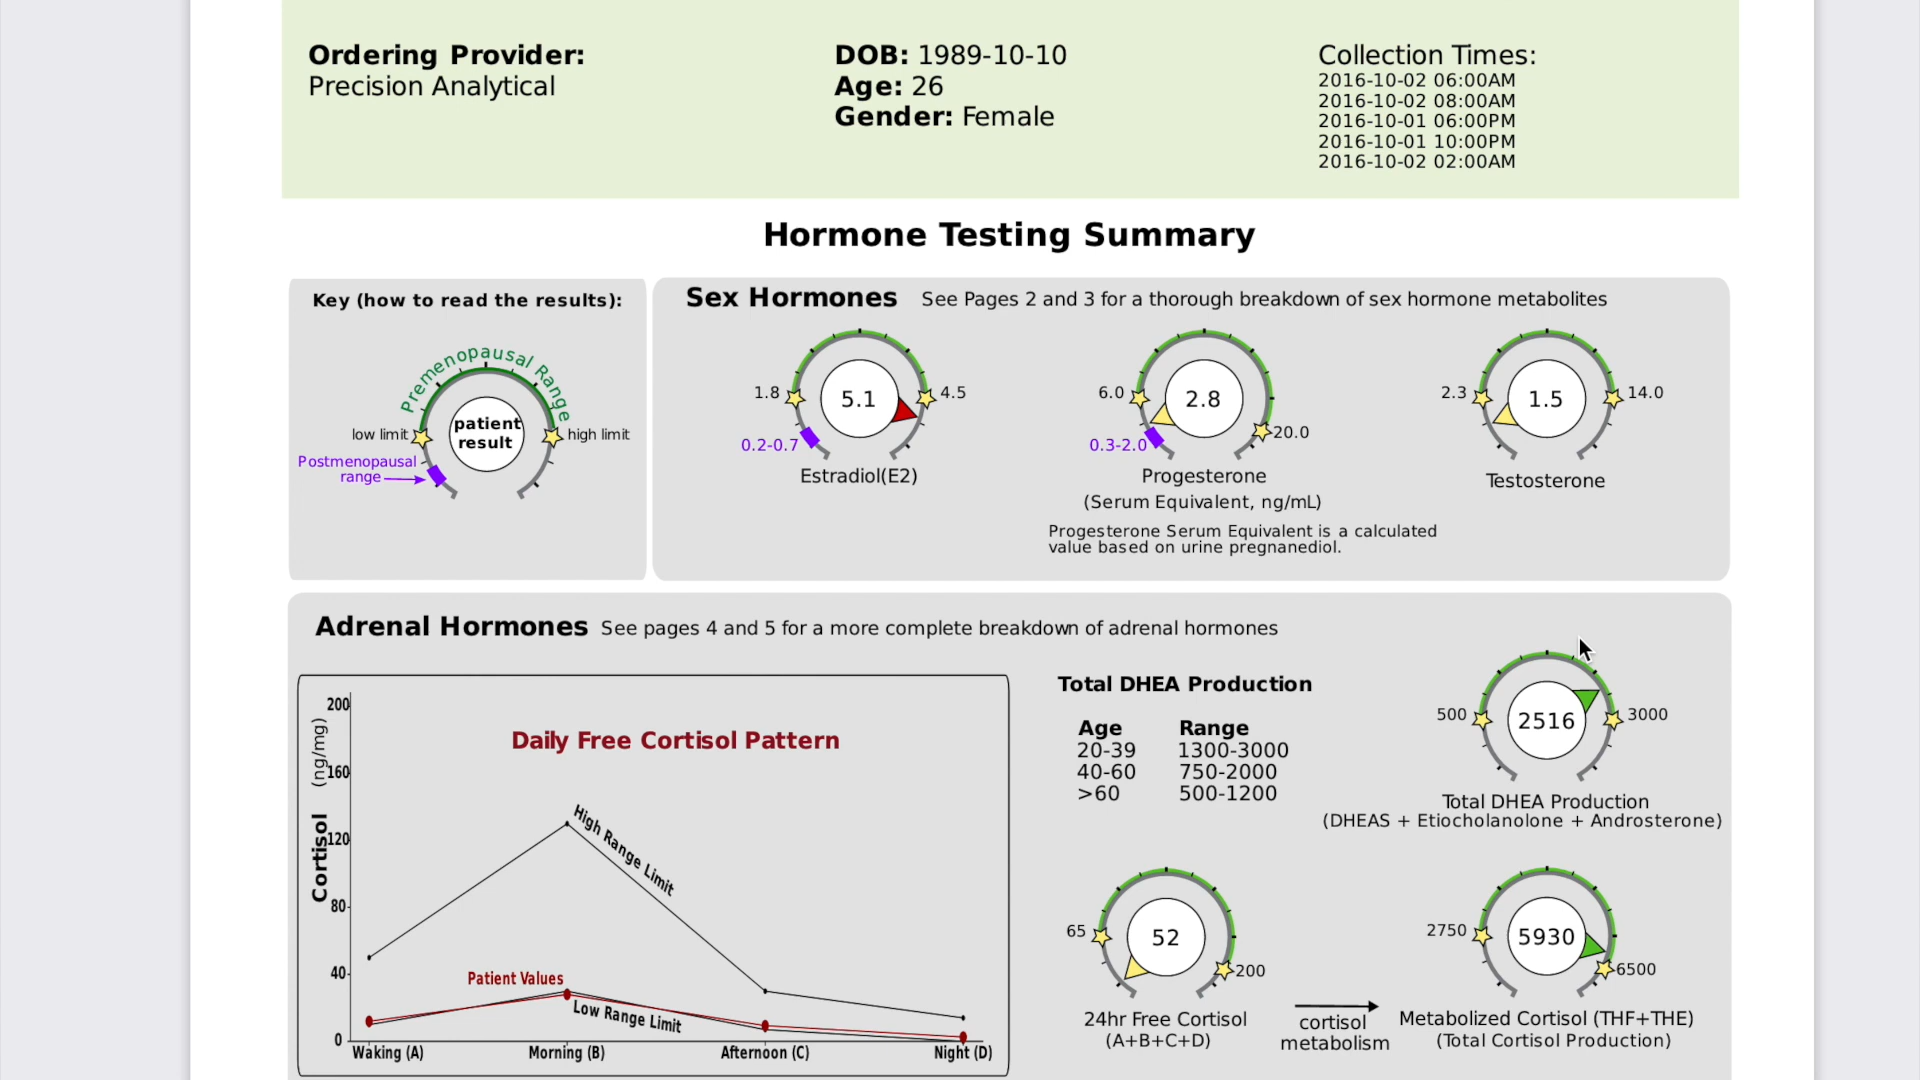 Ordering Provider:
Precision Analytical
DOB: 1989-10-10
Age: 26
Gender: Female
Collection Times:
2016-10-02 06:00AM
2016-10-02 08:00AM
2016-10-01 06:00PM
2016-10-01 10:00PM
2016-10-02 02:00AM
Hormone Testing Summary
Key (how to read the results):
Premenopausal Range
patient
result
low limit
high limit
Postmenopausal
range
Sex Hormones See Pages 2 and 3 for a thorough breakdown of sex hormone metabolites
1.8
5.1
4.5
0.2-0.7
Estradiol(E2)
6.0
2.8
20.0
0.3-2.0
Progesterone
(Serum Equivalent, ng/mL)
Progesterone Serum Equivalent is a calculated
value based on urine pregnanediol.
2.3
1.5
14.0
Testosterone
Adrenal Hormones See pages 4 and 5 for a more complete breakdown of adrenal hormones
Daily Free Cortisol Pattern
Cortisol (ng/mg)
200
160
120
80
40
0
High Range Limit
Patient Values
Low Range Limit
Waking (A)
Morning (B)
Afternoon (C)
Night (D)
Total DHEA Production
Age Range
20-39 1300-3000
40-60 750-2000
>60 500-1200
500
2516
3000
Total DHEA Production
(DHEAS + Etiocholanolone + Androsterone)
65
52
200
24hr Free Cortisol
(A+B+C+D)
cortisol
metabolism
2750
5930
6500
Metabolized Cortisol (THF+THE)
(Total Cortisol Production)